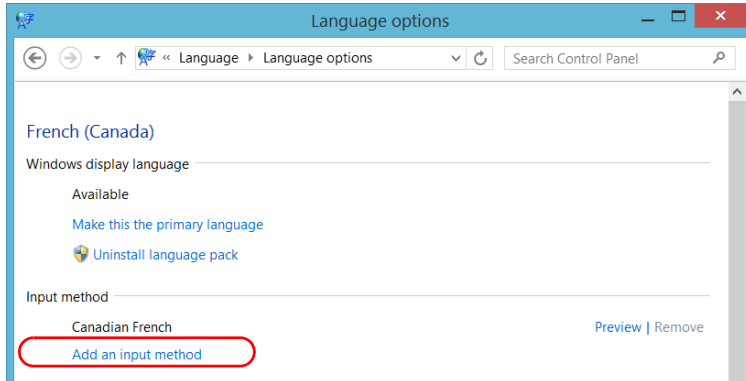 Language options
« Language Language options
Search Control Panel
French (Canada)
Windows display language
Available
Make this the primary language
Uninstall language pack
Input method
Canadian French
Preview | Remove
Add an input method